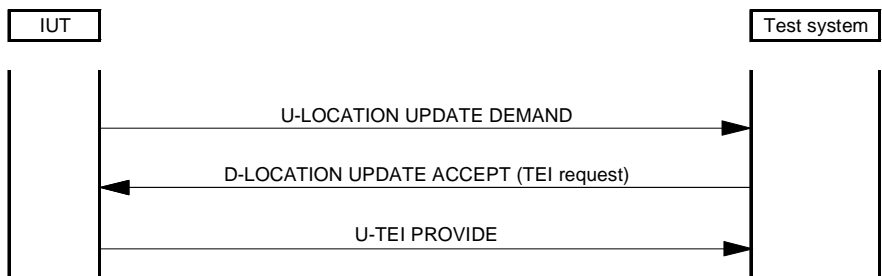 IUT
Test system
U-LOCATION UPDATE DEMAND
D-LOCATION UPDATE ACCEPT (TEI request)
U-TEI PROVIDE